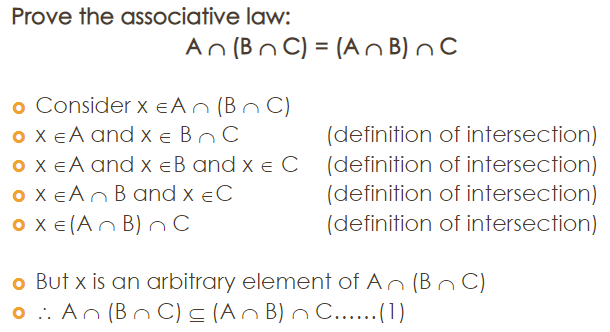 Prove the associative law:
A ∩ (B ∩ C) = (A ∩ B) ∩ C
Consider x ∈A ∩ (B ∩ C)
x ∈A and x ∈ B ∩ C (definition of intersection)
x ∈A and x ∈B and x ∈ C (definition of intersection)
x ∈A ∩ B and x ∈C (definition of intersection)
x ∈(A ∩ B) ∩ C (definition of intersection)
But x is an arbitrary element of A ∩ (B ∩ C)
∴ A ∩ (B ∩ C) ⊆ (A ∩ B) ∩ C......(1)